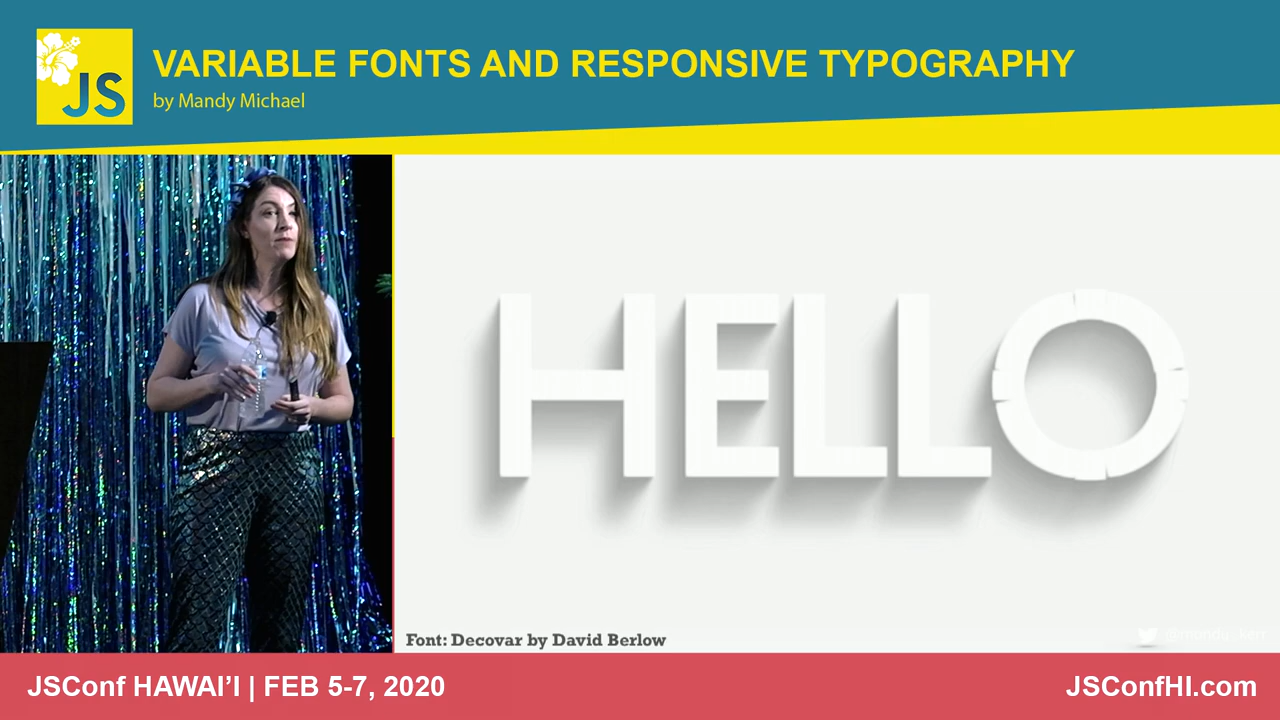 JS
VARIABLE FONTS AND RESPONSIVE TYPOGRAPHY
by Mandy Michael
HELLO
Font: Decovar by David Berlow
JSConf HAWAI’I | FEB 5-7, 2020
JSConfHI.com